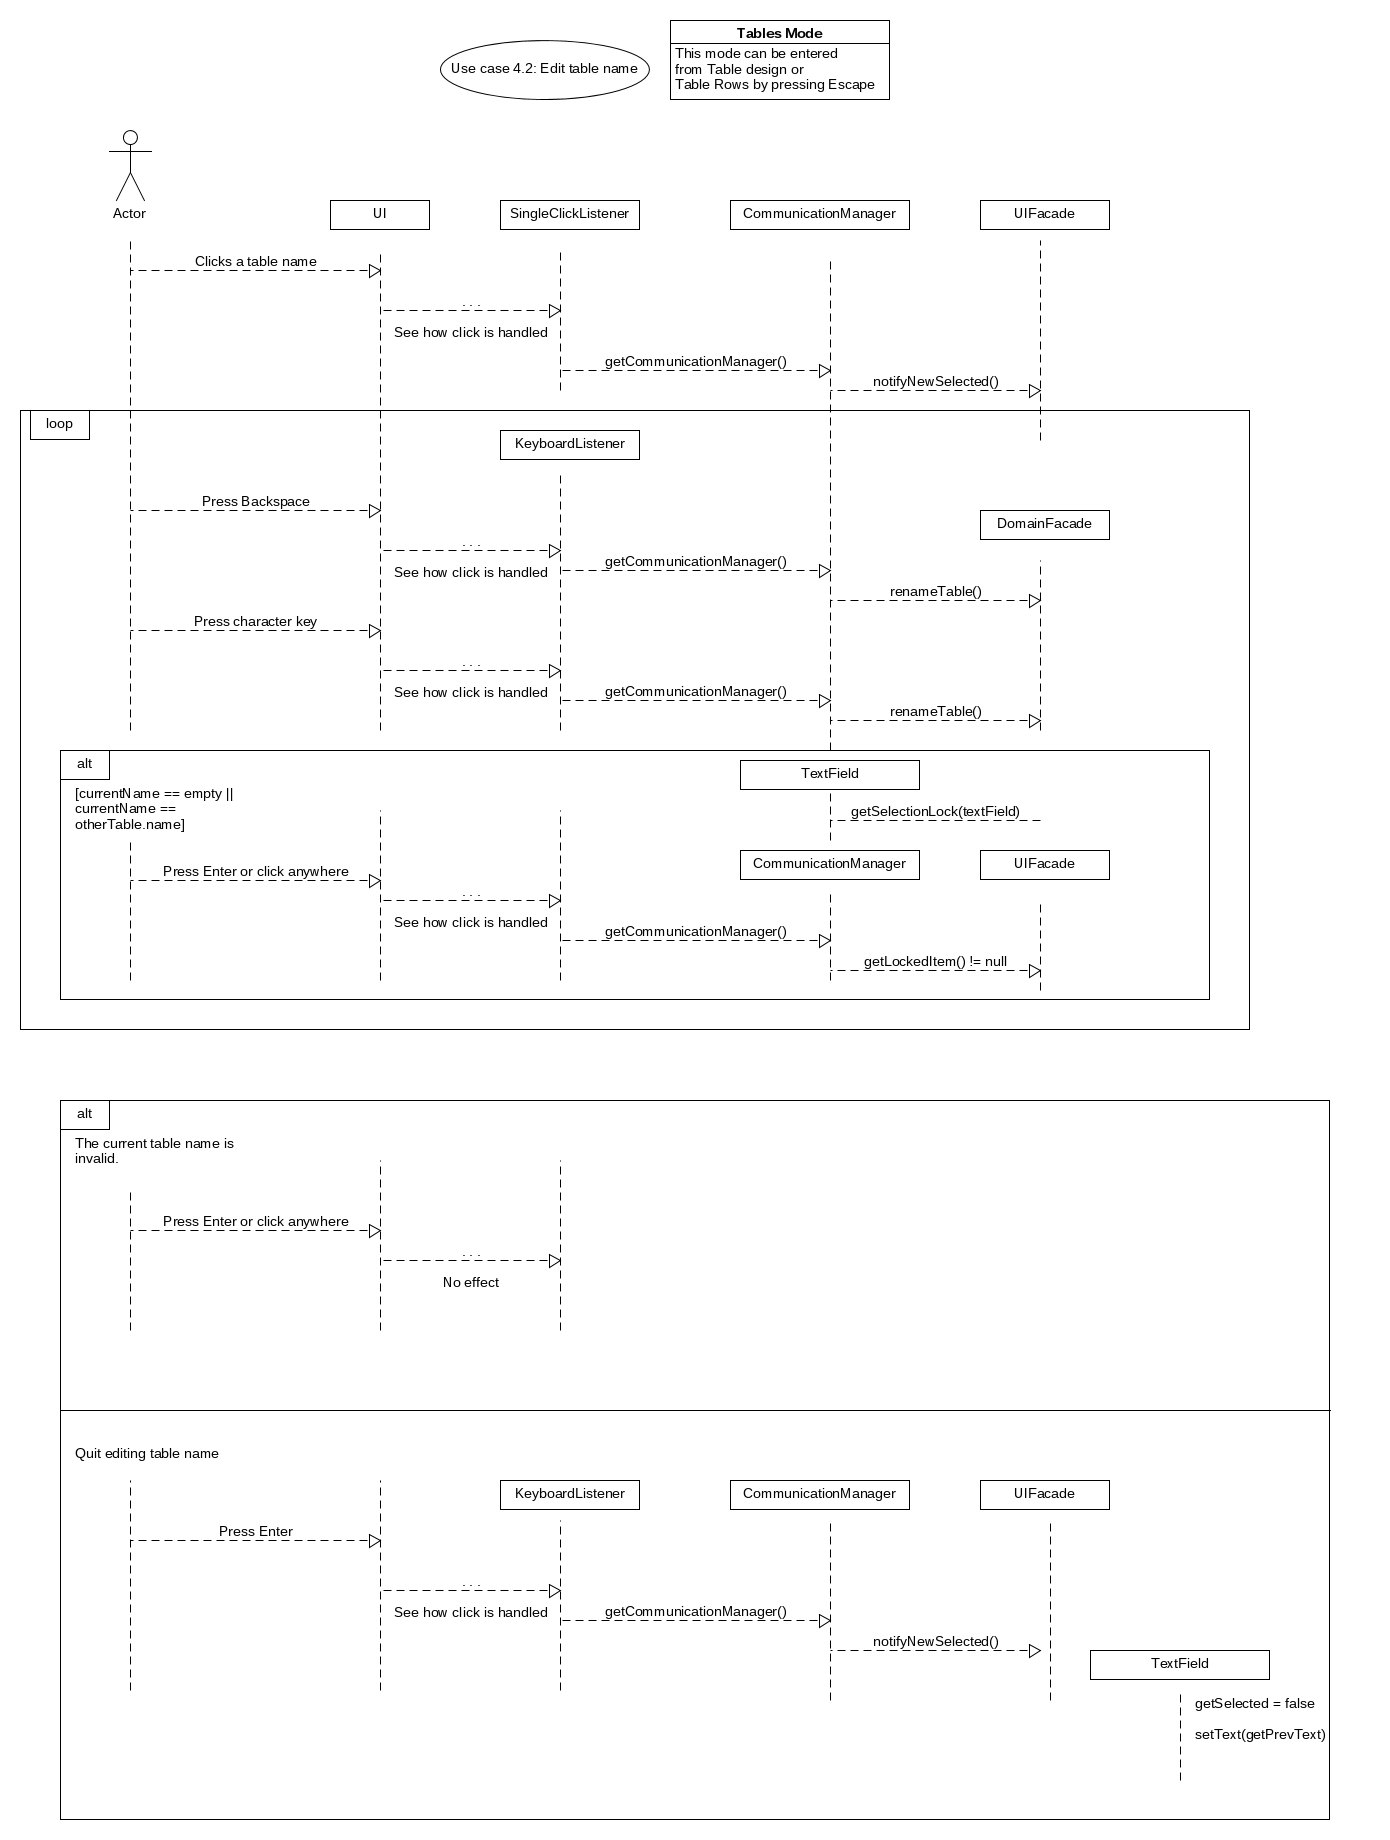 Tables Mode
Use case 4.2: Edit table name
This mode can be entered
from Table design or
Table Rows by pressing Escape
Actor
UI
SingleClickListener
CommunicationManager
UIFacade
Clicks a table name
. . .
See how click is handled
getCommunicationManager()
notifyNewSelected()
loop
KeyboardListener
Press Backspace
DomainFacade
. . .
See how click is handled
getCommunicationManager()
renameTable()
Press character key
. . .
See how click is handled
getCommunicationManager()
renameTable()
alt
TextField
[currentName == empty ||
currentName ==
otherTable.name]
getSelectionLock(textField)
CommunicationManager
UIFacade
Press Enter or click anywhere
. . .
See how click is handled
getCommunicationManager()
getLockedItem() != null
alt
The current table name is
invalid.
Press Enter or click anywhere
. . .
No effect
Quit editing table name
KeyboardListener
CommunicationManager
UIFacade
Press Enter
. . .
See how click is handled
getCommunicationManager()
notifyNewSelected()
TextField
getSelected = false
setText(getPrevText)